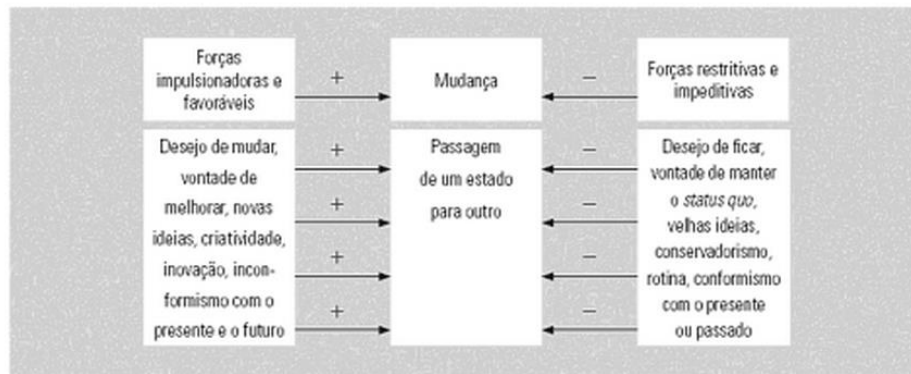 Forças
impulsionadoras e
favoráveis
+
Mudança
–
Forças restritivas e
impeditivas
Desejo de mudar,
vontade de
melhorar, novas
ideias, criatividade,
inovação, incon-
formismo com o
presente e o futuro
+
+
+
+
Passagem
de um estado
para outro
–
–
–
–
Desejo de ficar,
vontade de manter
o status quo,
velhas ideias,
conservadorismo,
rotina, conformismo
com o presente
ou passado